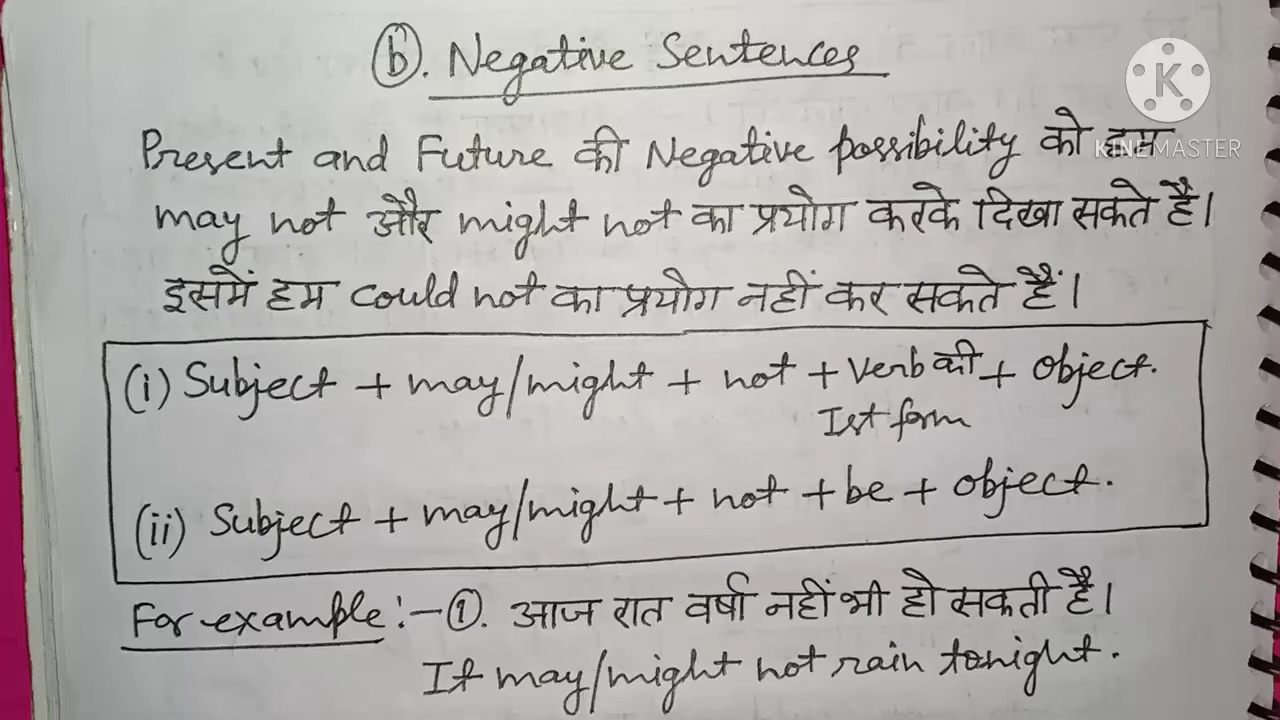 (b). Negative Sentences
Present and Future की Negative possibility को हम
may not और might not का प्रयोग करके दिखा सकते है।
इसमें हम could not का प्रयोग नहीं कर सकते हैं।
(i) Subject + may/might + not + verb की + object.
Ist form
(ii) Subject + may/might + not + be + object.
For example:- ①. आज रात वर्षा नहीं भी हो सकती है।
It may/might not rain tonight.
K
KINEMASTER